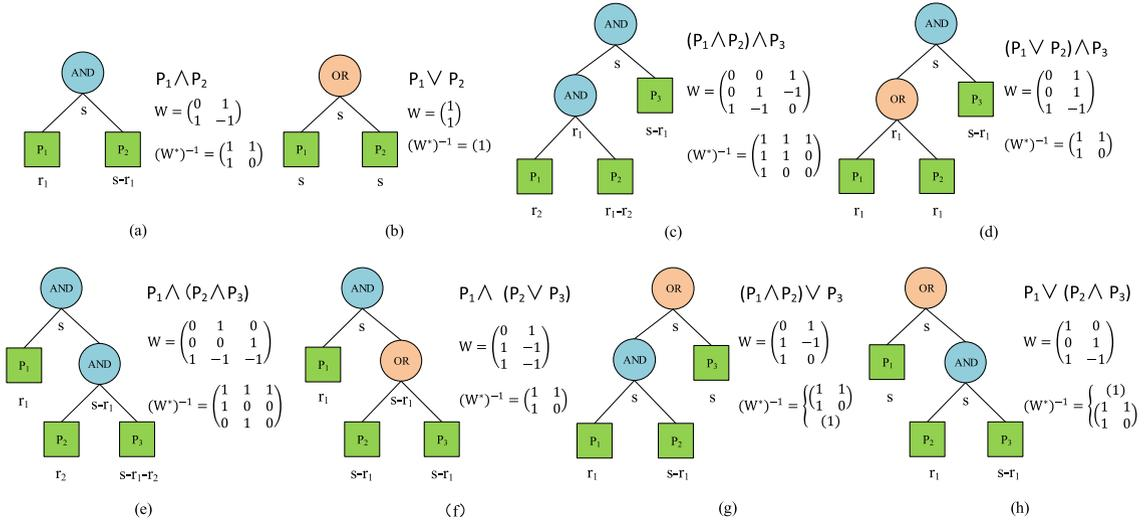 AND
s
P₁
P₂
r₁
s-r₁
P₁∧P₂
W = (0 1
1 −1)
(W*)⁻¹ = (1 1
1 0)
(a)
OR
s
P₁
P₂
s
s
P₁∨ P₂
W = (1
1)
(W*)⁻¹ = (1)
(b)
AND
s
AND
P₃
r₁
s-r₁
P₁
P₂
r₂
r₁-r₂
(P₁∧P₂)∧P₃
W = (0 0 1
0 1 −1
1 −1 0)
(W*)⁻¹ = (1 1 1
1 1 0
1 0 0)
(c)
AND
s
OR
P₃
r₁
s-r₁
P₁
P₂
r₁
r₁
(P₁∨ P₂)∧P₃
W = (0 1
0 1
1 −1)
(W*)⁻¹ = (1 1
1 0)
(d)
AND
s
P₁
AND
r₁
s-r₁
P₂
P₃
r₂
s-r₁-r₂
P₁∧(P₂∧P₃)
W = (0 1 0
0 0 1
1 −1 −1)
(W*)⁻¹ = (1 1 1
1 0 0
0 1 0)
(e)
AND
s
P₁
OR
r₁
s-r₁
P₂
P₃
s-r₁
s-r₁
P₁∧ (P₂∨ P₃)
W = (0 1
1 −1
1 −1)
(W*)⁻¹ = (1 1
1 0)
(f)
OR
s
AND
P₃
s
s
P₁
P₂
r₁
s-r₁
(P₁∧P₂)∨ P₃
W = (0 1
1 −1
1 0)
(W*)⁻¹ = {(1 1
1 0)
(1)
(g)
OR
s
P₁
AND
s
s
P₂
P₃
r₁
s-r₁
P₁∨ (P₂∧ P₃)
W = (1 0
0 1
1 −1)
(W*)⁻¹ = {(1)
(1 1
1 0)
(h)